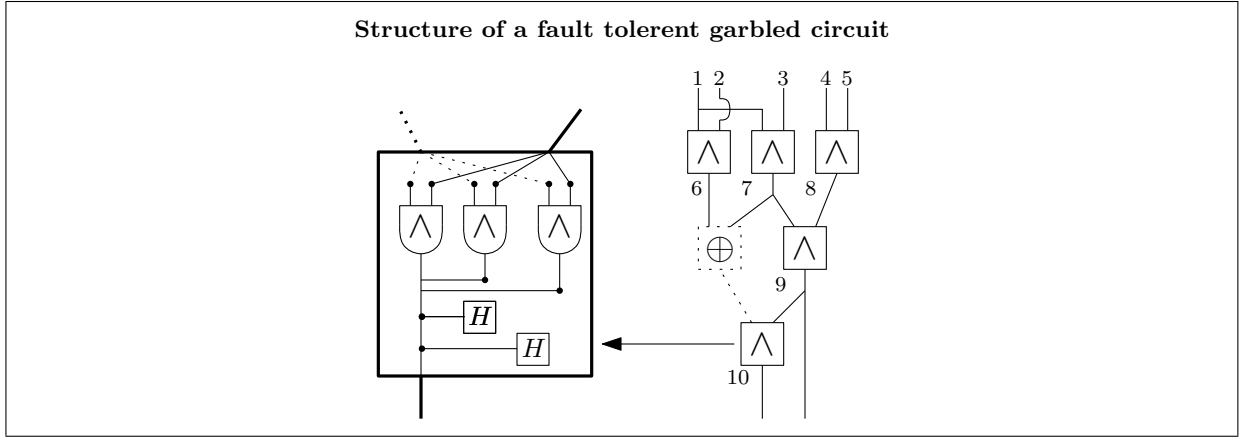 Structure of a fault tolerent garbled circuit
1 2 3 4 5
∧ ∧ ∧
6 7 8
∧ ∧ ∧
⊕ ∧
9
H
H
∧
10